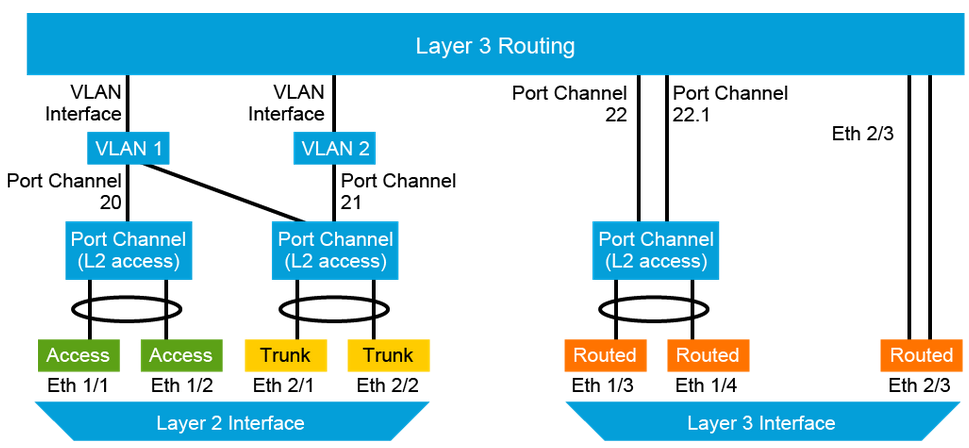 Layer 3 Routing
VLAN
Interface
VLAN
Interface
Port Channel
22
Port Channel
22.1
Eth 2/3
VLAN 1
VLAN 2
Port Channel
20
Port Channel
21
Port Channel
(L2 access)
Port Channel
(L2 access)
Port Channel
(L2 access)
Access
Access
Trunk
Trunk
Routed
Routed
Routed
Eth 1/1
Eth 1/2
Eth 2/1
Eth 2/2
Eth 1/3
Eth 1/4
Eth 2/3
Layer 2 Interface
Layer 3 Interface